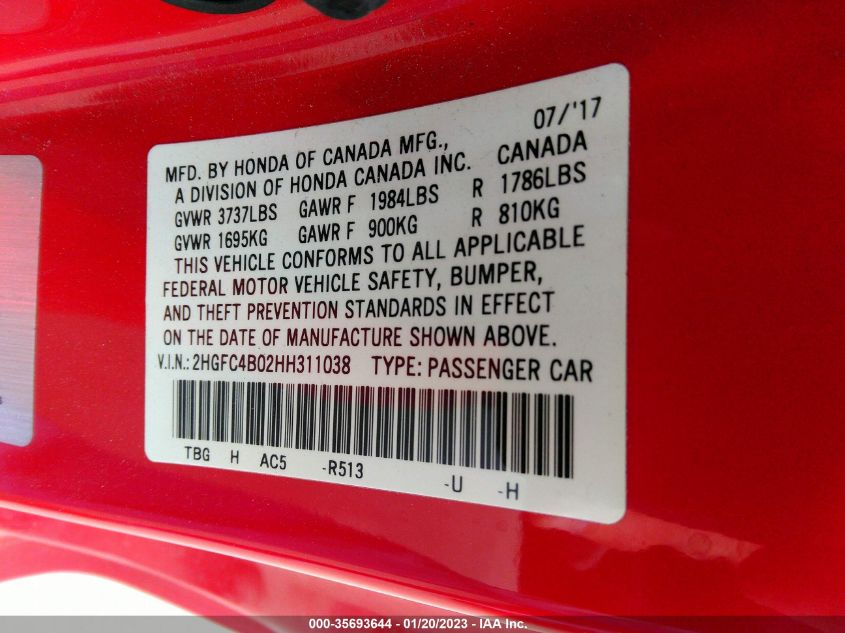 07/'17
MFD. BY HONDA OF CANADA MFG.,
A DIVISION OF HONDA CANADA INC. CANADA
GVWR 3737LBS GAWR F 1984LBS R 1786LBS
GVWR 1695KG GAWR F 900KG R 810KG
THIS VEHICLE CONFORMS TO ALL APPLICABLE
FEDERAL MOTOR VEHICLE SAFETY, BUMPER,
AND THEFT PREVENTION STANDARDS IN EFFECT
ON THE DATE OF MANUFACTURE SHOWN ABOVE.
V.I.N.: 2HGFC4B02HH311038 TYPE: PASSENGER CAR
TBG H AC5 -R513 -U -H
000-35693644 / 01/20/2023 - IAA Inc.